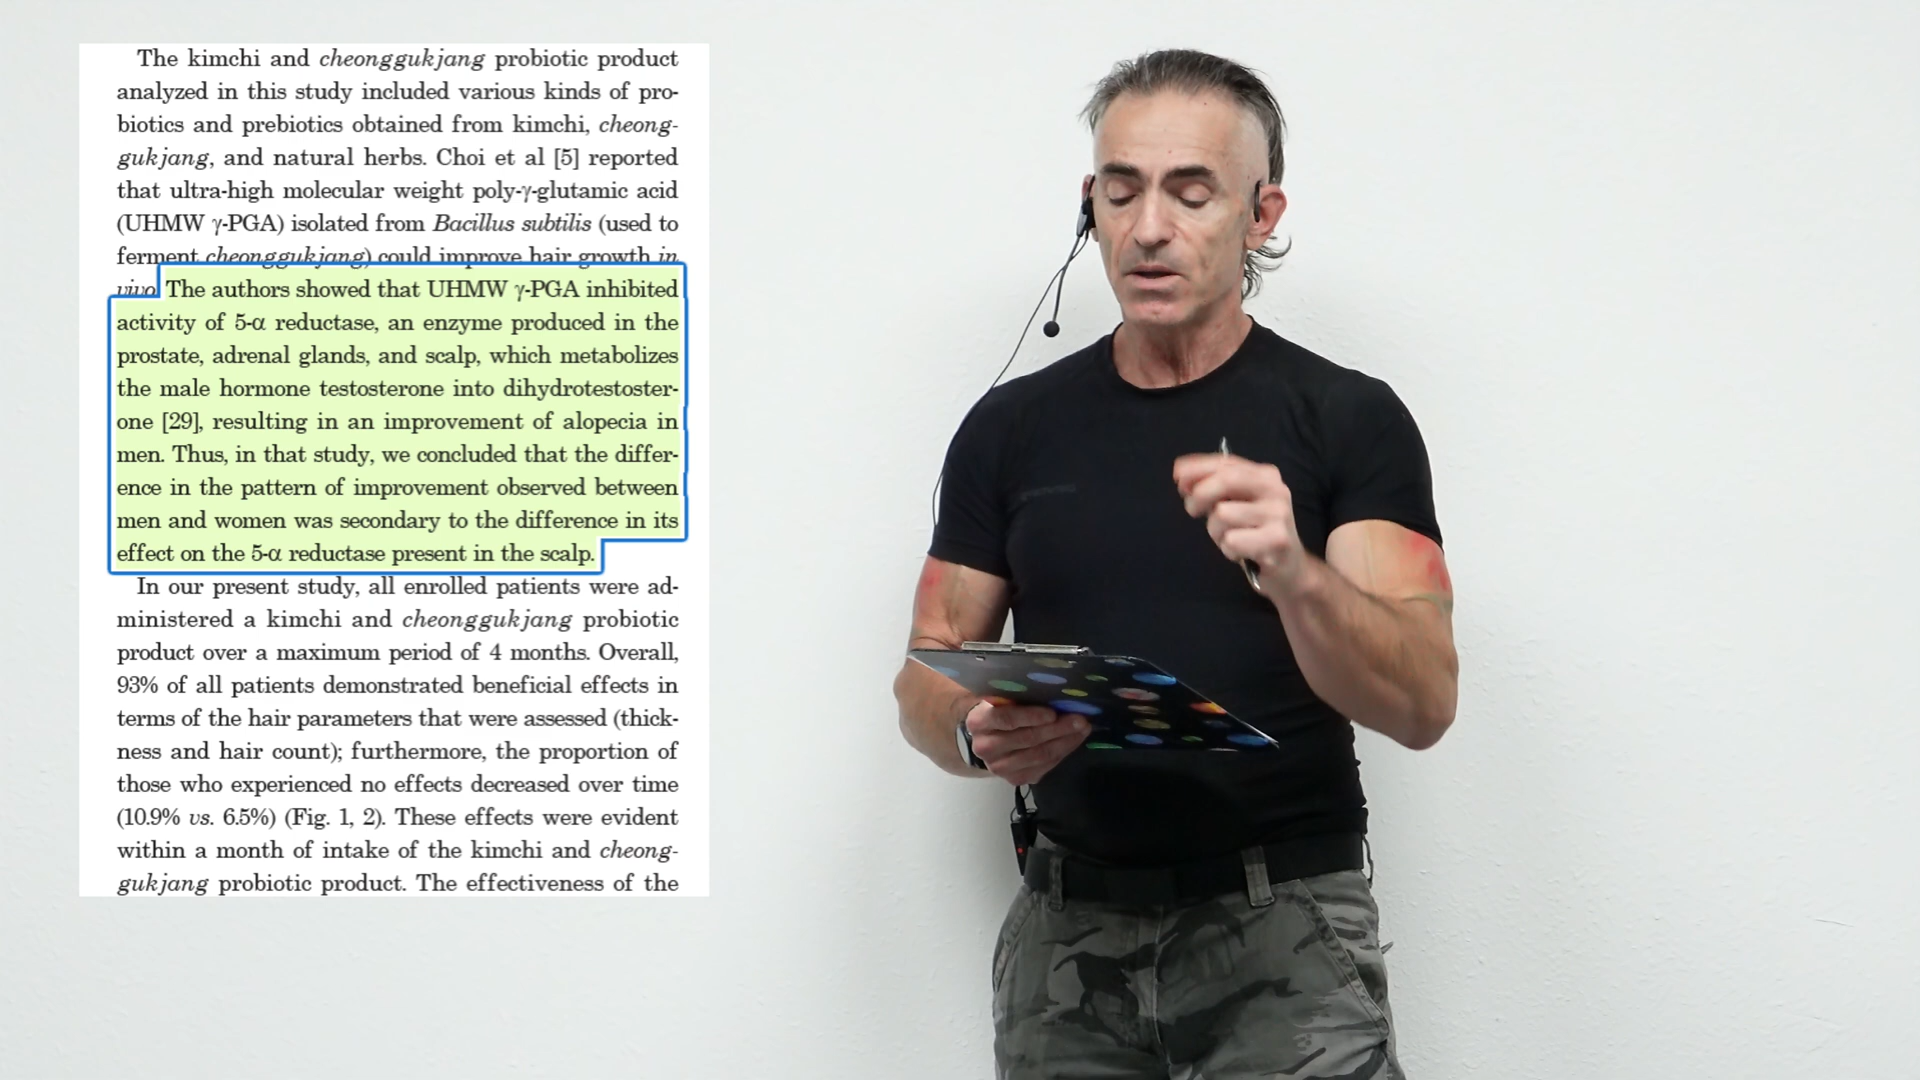 The kimchi and cheonggukjang probiotic product
analyzed in this study included various kinds of pro-
biotics and prebiotics obtained from kimchi, cheong-
gukjang, and natural herbs. Choi et al [5] reported
that ultra-high molecular weight poly-γ-glutamic acid
(UHMW γ-PGA) isolated from Bacillus subtilis (used to
ferment cheonggukjang) could improve hair growth in
vivo The authors showed that UHMW γ-PGA inhibited
activity of 5-α reductase, an enzyme produced in the
prostate, adrenal glands, and scalp, which metabolizes
the male hormone testosterone into dihydrotestoster-
one [29], resulting in an improvement of alopecia in
men. Thus, in that study, we concluded that the differ-
ence in the pattern of improvement observed between
men and women was secondary to the difference in its
effect on the 5-α reductase present in the scalp.
In our present study, all enrolled patients were ad-
ministered a kimchi and cheonggukjang probiotic
product over a maximum period of 4 months. Overall,
93% of all patients demonstrated beneficial effects in
terms of the hair parameters that were assessed (thick-
ness and hair count); furthermore, the proportion of
those who experienced no effects decreased over time
(10.9% vs. 6.5%) (Fig. 1, 2). These effects were evident
within a month of intake of the kimchi and cheong-
gukjang probiotic product. The effectiveness of the